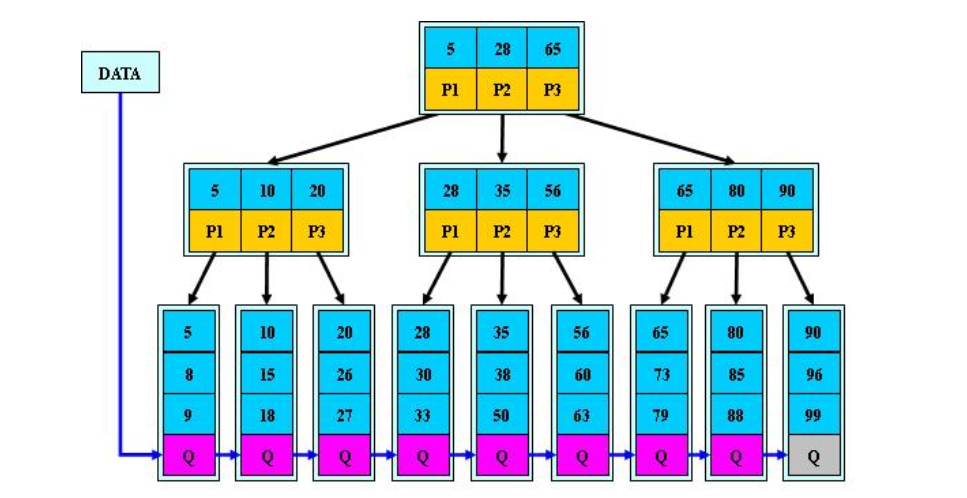 5 28 65
DATA
P1 P2 P3
5 10 20 28 35 56 65 80 90
P1 P2 P3 P1 P2 P3 P1 P2 P3
5 10 20 28 35 56 65 80 90
8 15 26 30 38 60 73 85 96
9 18 27 33 50 63 79 88 99
Q Q Q Q Q Q Q Q Q